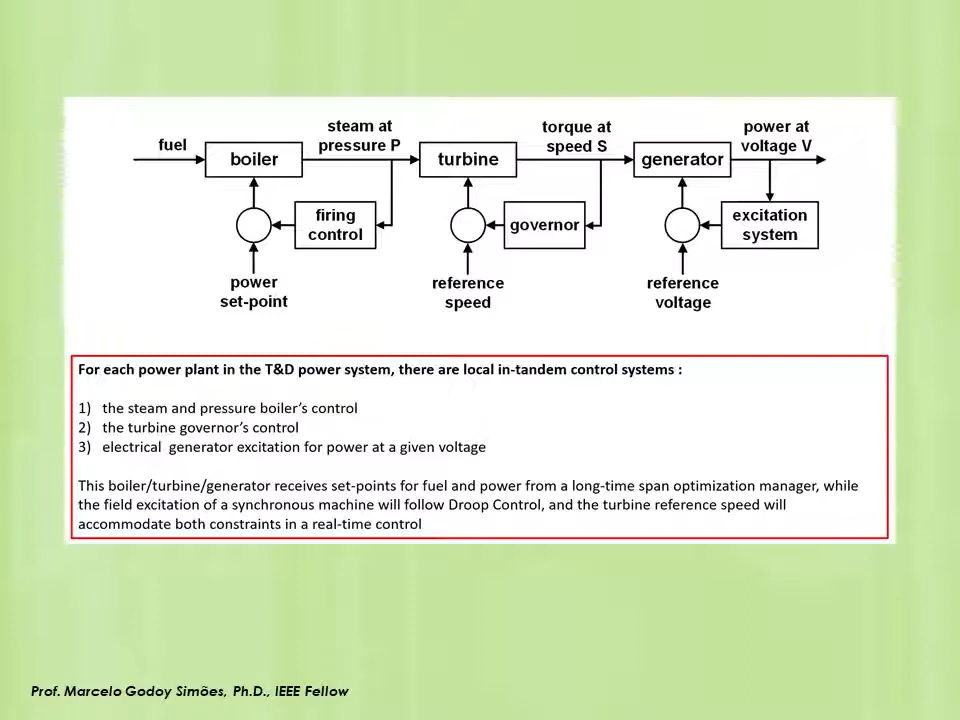 fuel
boiler
steam at
pressure P
turbine
torque at
speed S
generator
power at
voltage V
firing
control
governor
excitation
system
power
set-point
reference
speed
reference
voltage
For each power plant in the T&D power system, there are local in-tandem control systems :
1) the steam and pressure boiler’s control
2) the turbine governor’s control
3) electrical generator excitation for power at a given voltage
This boiler/turbine/generator receives set-points for fuel and power from a long-time span optimization manager, while
the field excitation of a synchronous machine will follow Droop Control, and the turbine reference speed will
accommodate both constraints in a real-time control
Prof. Marcelo Godoy Simões, Ph.D., IEEE Fellow